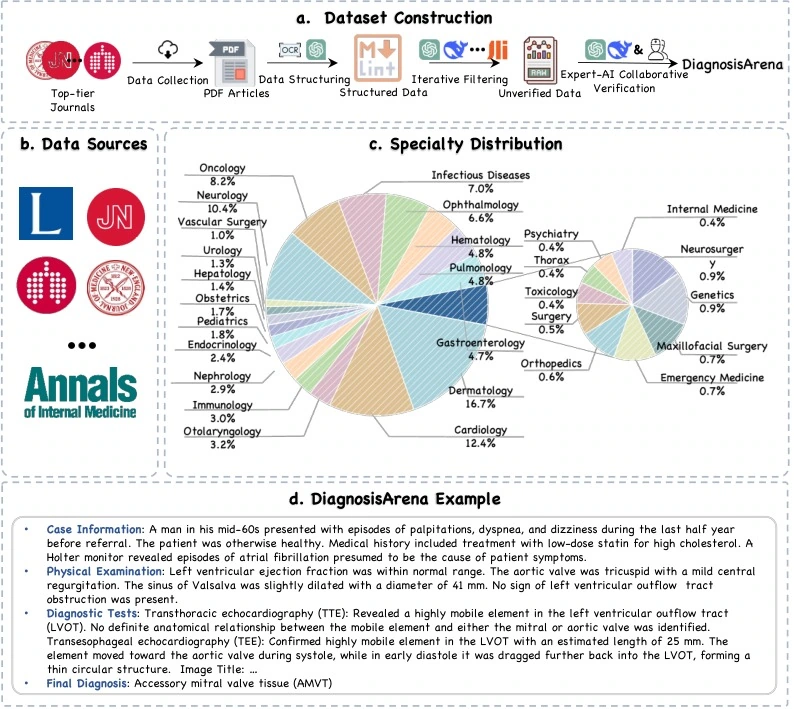 a. Dataset Construction
JN
PDF
OCR
Lint
RAW
&
Top-tier
Journals
Data Collection
PDF Articles
Data Structuring
Structured Data
Iterative Filtering
Unverified Data
Expert-AI Collaborative
Verification
DiagnosisArena
b. Data Sources
L
JN
Annals
of Internal Medicine
c. Specialty Distribution
Oncology
8.2%
Neurology
10.4%
Vascular Surgery
1.0%
Urology
1.3%
Hepatology
1.4%
Obstetrics
1.7%
Pediatrics
1.8%
Endocrinology
2.4%
Nephrology
2.9%
Immunology
3.0%
Otolaryngology
3.2%
Infectious Diseases
7.0%
Ophthalmology
6.6%
Hematology
4.8%
Pulmonology
4.8%
Gastroenterology
4.7%
Dermatology
16.7%
Cardiology
12.4%
Psychiatry
0.4%
Thorax
0.4%
Toxicology
0.4%
Surgery
0.5%
Orthopedics
0.6%
Internal Medicine
0.4%
Neurosurger
y
0.9%
Genetics
0.9%
Maxillofacial Surgery
0.7%
Emergency Medicine
0.7%
d. DiagnosisArena Example
• Case Information: A man in his mid-60s presented with episodes of palpitations, dyspnea, and dizziness during the last half year
before referral. The patient was otherwise healthy. Medical history included treatment with low-dose statin for high cholesterol. A
Holter monitor revealed episodes of atrial fibrillation presumed to be the cause of patient symptoms.
• Physical Examination: Left ventricular ejection fraction was within normal range. The aortic valve was tricuspid with a mild central
regurgitation. The sinus of Valsalva was slightly dilated with a diameter of 41 mm. No sign of left ventricular outflow tract
obstruction was present.
• Diagnostic Tests: Transthoracic echocardiography (TTE): Revealed a highly mobile element in the left ventricular outflow tract
(LVOT). No definite anatomical relationship between the mobile element and either the mitral or aortic valve was identified.
Transesophageal echocardiography (TEE): Confirmed highly mobile element in the LVOT with an estimated length of 25 mm. The
element moved toward the aortic valve during systole, while in early diastole it was dragged further back into the LVOT, forming a
thin circular structure. Image Title: ...
• Final Diagnosis: Accessory mitral valve tissue (AMVT)